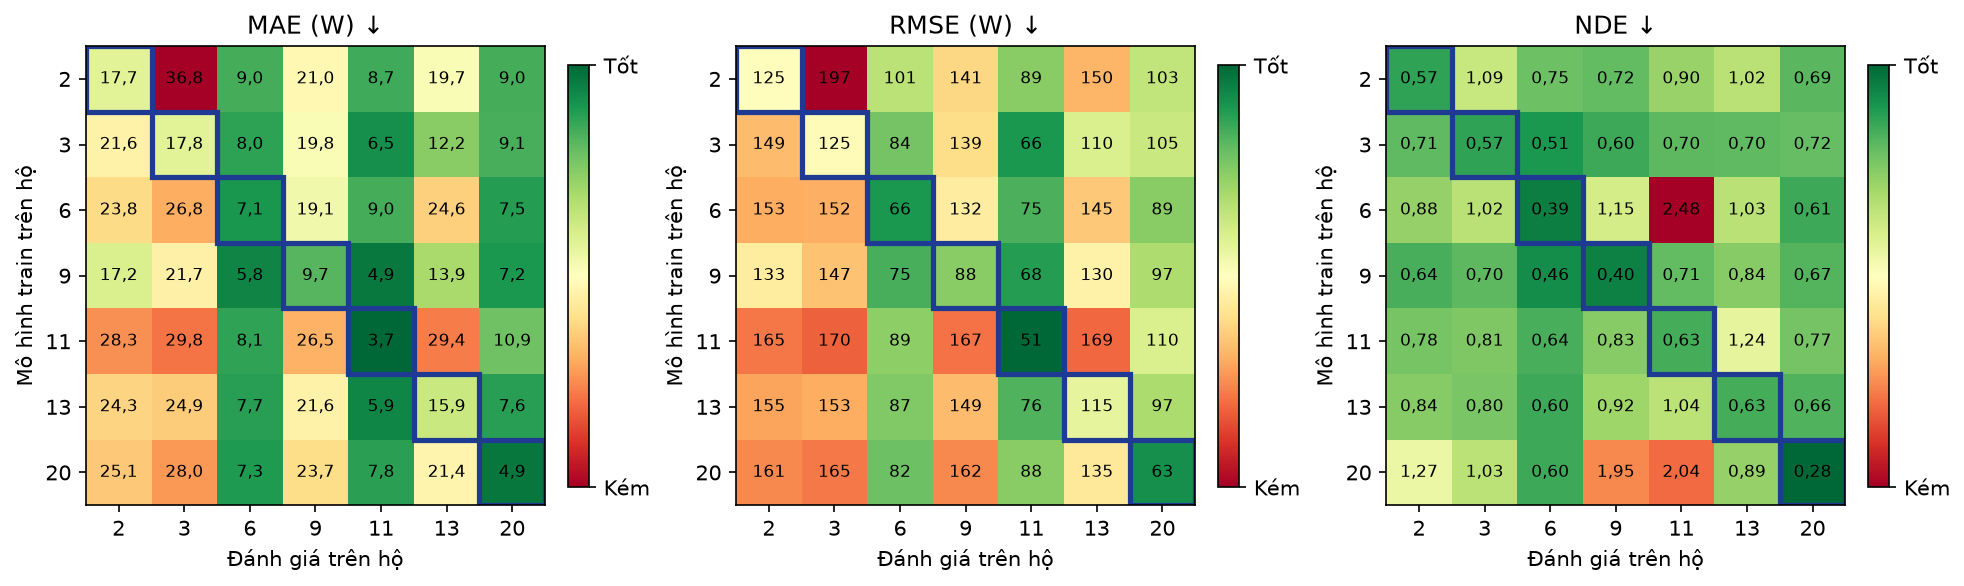 MAE (W) ↓
2 17,7 36,8 9,0 21,0 8,7 19,7 9,0
3 21,6 17,8 8,0 19,8 6,5 12,2 9,1
6 23,8 26,8 7,1 19,1 9,0 24,6 7,5
9 17,2 21,7 5,8 9,7 4,9 13,9 7,2
11 28,3 29,8 8,1 26,5 3,7 29,4 10,9
13 24,3 24,9 7,7 21,6 5,9 15,9 7,6
20 25,1 28,0 7,3 23,7 7,8 21,4 4,9
2 3 6 9 11 13 20
Đánh giá trên hộ
Mô hình train trên hộ
Tốt
Kém
RMSE (W) ↓
2 125 197 101 141 89 150 103
3 149 125 84 139 66 110 105
6 153 152 66 132 75 145 89
9 133 147 75 88 68 130 97
11 165 170 89 167 51 169 110
13 155 153 87 149 76 115 97
20 161 165 82 162 88 135 63
2 3 6 9 11 13 20
Đánh giá trên hộ
Mô hình train trên hộ
Tốt
Kém
NDE ↓
2 0,57 1,09 0,75 0,72 0,90 1,02 0,69
3 0,71 0,57 0,51 0,60 0,70 0,70 0,72
6 0,88 1,02 0,39 1,15 2,48 1,03 0,61
9 0,64 0,70 0,46 0,40 0,71 0,84 0,67
11 0,78 0,81 0,64 0,83 0,63 1,24 0,77
13 0,84 0,80 0,60 0,92 1,04 0,63 0,66
20 1,27 1,03 0,60 1,95 2,04 0,89 0,28
2 3 6 9 11 13 20
Đánh giá trên hộ
Mô hình train trên hộ
Tốt
Kém